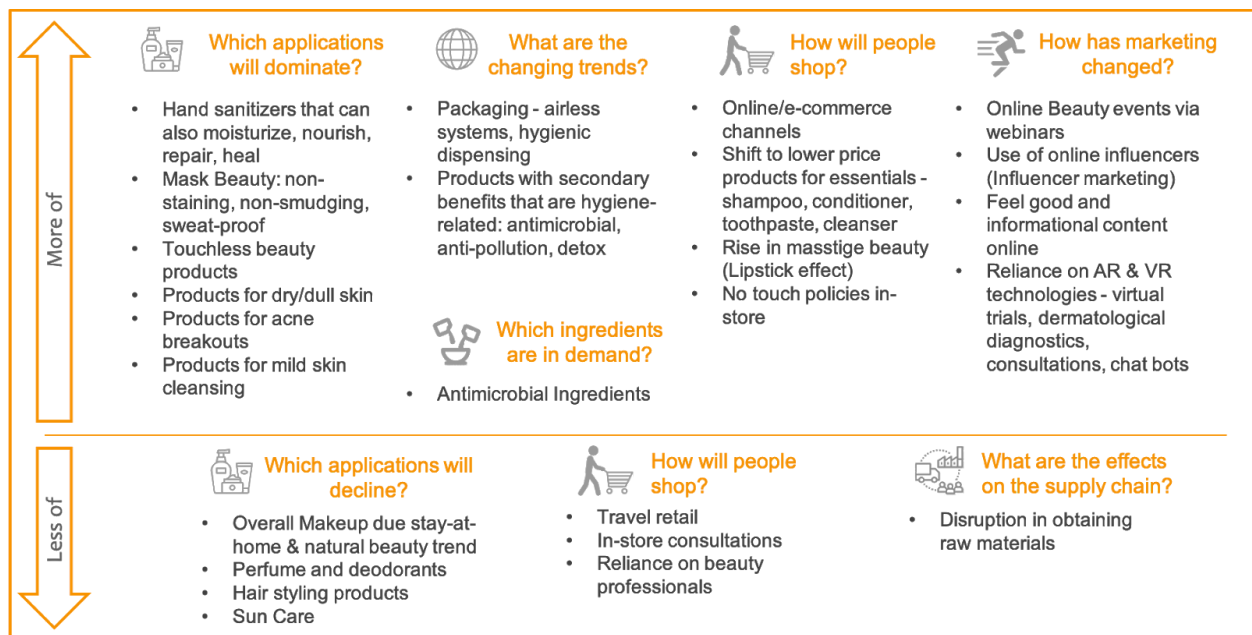 More of
Which applications
will dominate?
• Hand sanitizers that can
also moisturize, nourish,
repair, heal
• Mask Beauty: non-
staining, non-smudging,
sweat-proof
• Touchless beauty
products
• Products for dry/dull skin
• Products for acne
breakouts
• Products for mild skin
cleansing
What are the
changing trends?
• Packaging - airless
systems, hygienic
dispensing
• Products with secondary
benefits that are hygiene-
related: antimicrobial,
anti-pollution, detox
Which ingredients
are in demand?
• Antimicrobial Ingredients
How will people
shop?
• Online/e-commerce
channels
• Shift to lower price
products for essentials -
shampoo, conditioner,
toothpaste, cleanser
• Rise in masstige beauty
(Lipstick effect)
• No touch policies in-
store
How has marketing
changed?
• Online Beauty events via
webinars
• Use of online influencers
(Influencer marketing)
• Feel good and
informational content
online
• Reliance on AR & VR
technologies - virtual
trials, dermatological
diagnostics,
consultations, chat bots
Less of
Which applications will
decline?
• Overall Makeup due stay-at-
home & natural beauty trend
• Perfume and deodorants
• Hair styling products
• Sun Care
How will people
shop?
• Travel retail
• In-store consultations
• Reliance on beauty
professionals
What are the effects
on the supply chain?
• Disruption in obtaining
raw materials